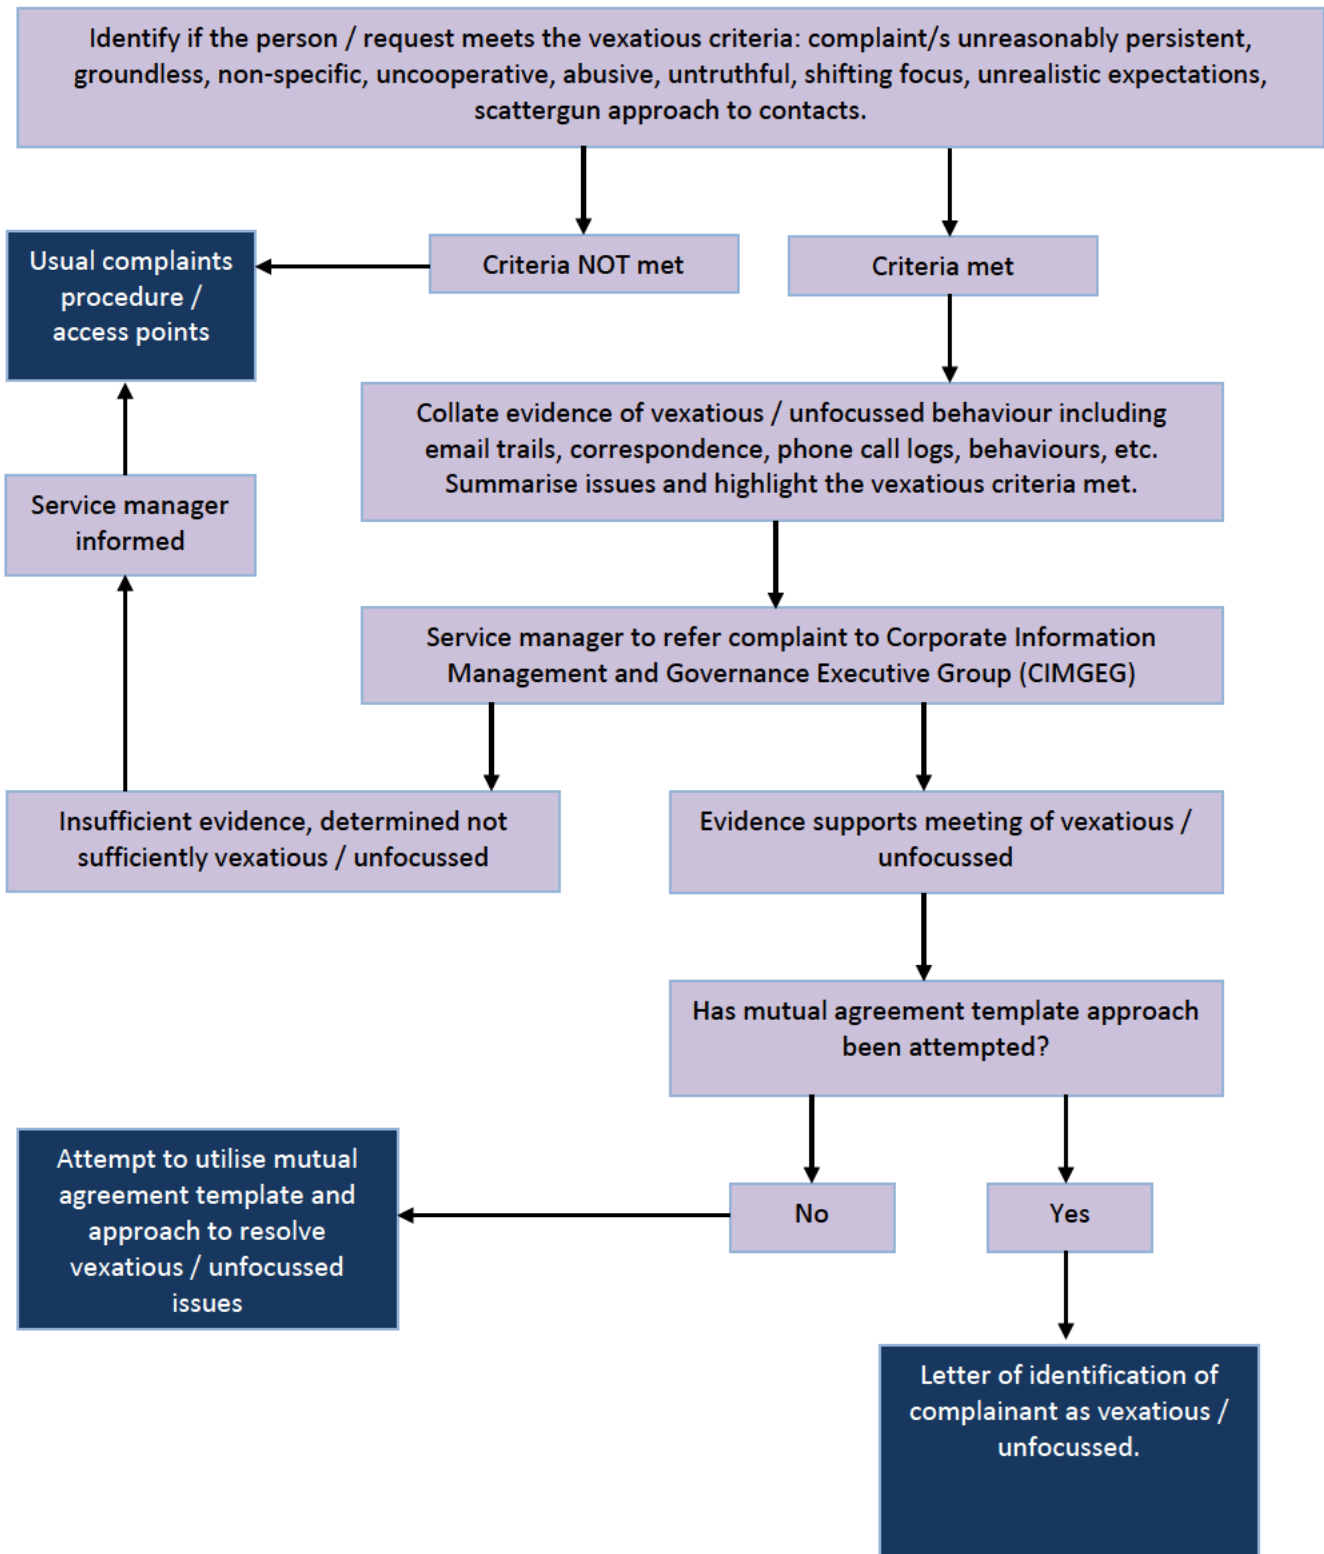 Identify if the person / request meets the vexatious criteria: complaint/s unreasonably persistent,
groundless, non-specific, uncooperative, abusive, untruthful, shifting focus, unrealistic expectations,
scattergun approach to contacts.
Usual complaints
procedure /
access points
Criteria NOT met
Criteria met
Collate evidence of vexatious / unfocussed behaviour including
email trails, correspondence, phone call logs, behaviours, etc.
Summarise issues and highlight the vexatious criteria met.
Service manager
informed
Service manager to refer complaint to Corporate Information
Management and Governance Executive Group (CIMGEG)
Insufficient evidence, determined not
sufficiently vexatious / unfocussed
Evidence supports meeting of vexatious /
unfocussed
Has mutual agreement template approach
been attempted?
Attempt to utilise mutual
agreement template and
approach to resolve
vexatious / unfocussed
issues
No
Yes
Letter of identification of
complainant as vexatious /
unfocussed.